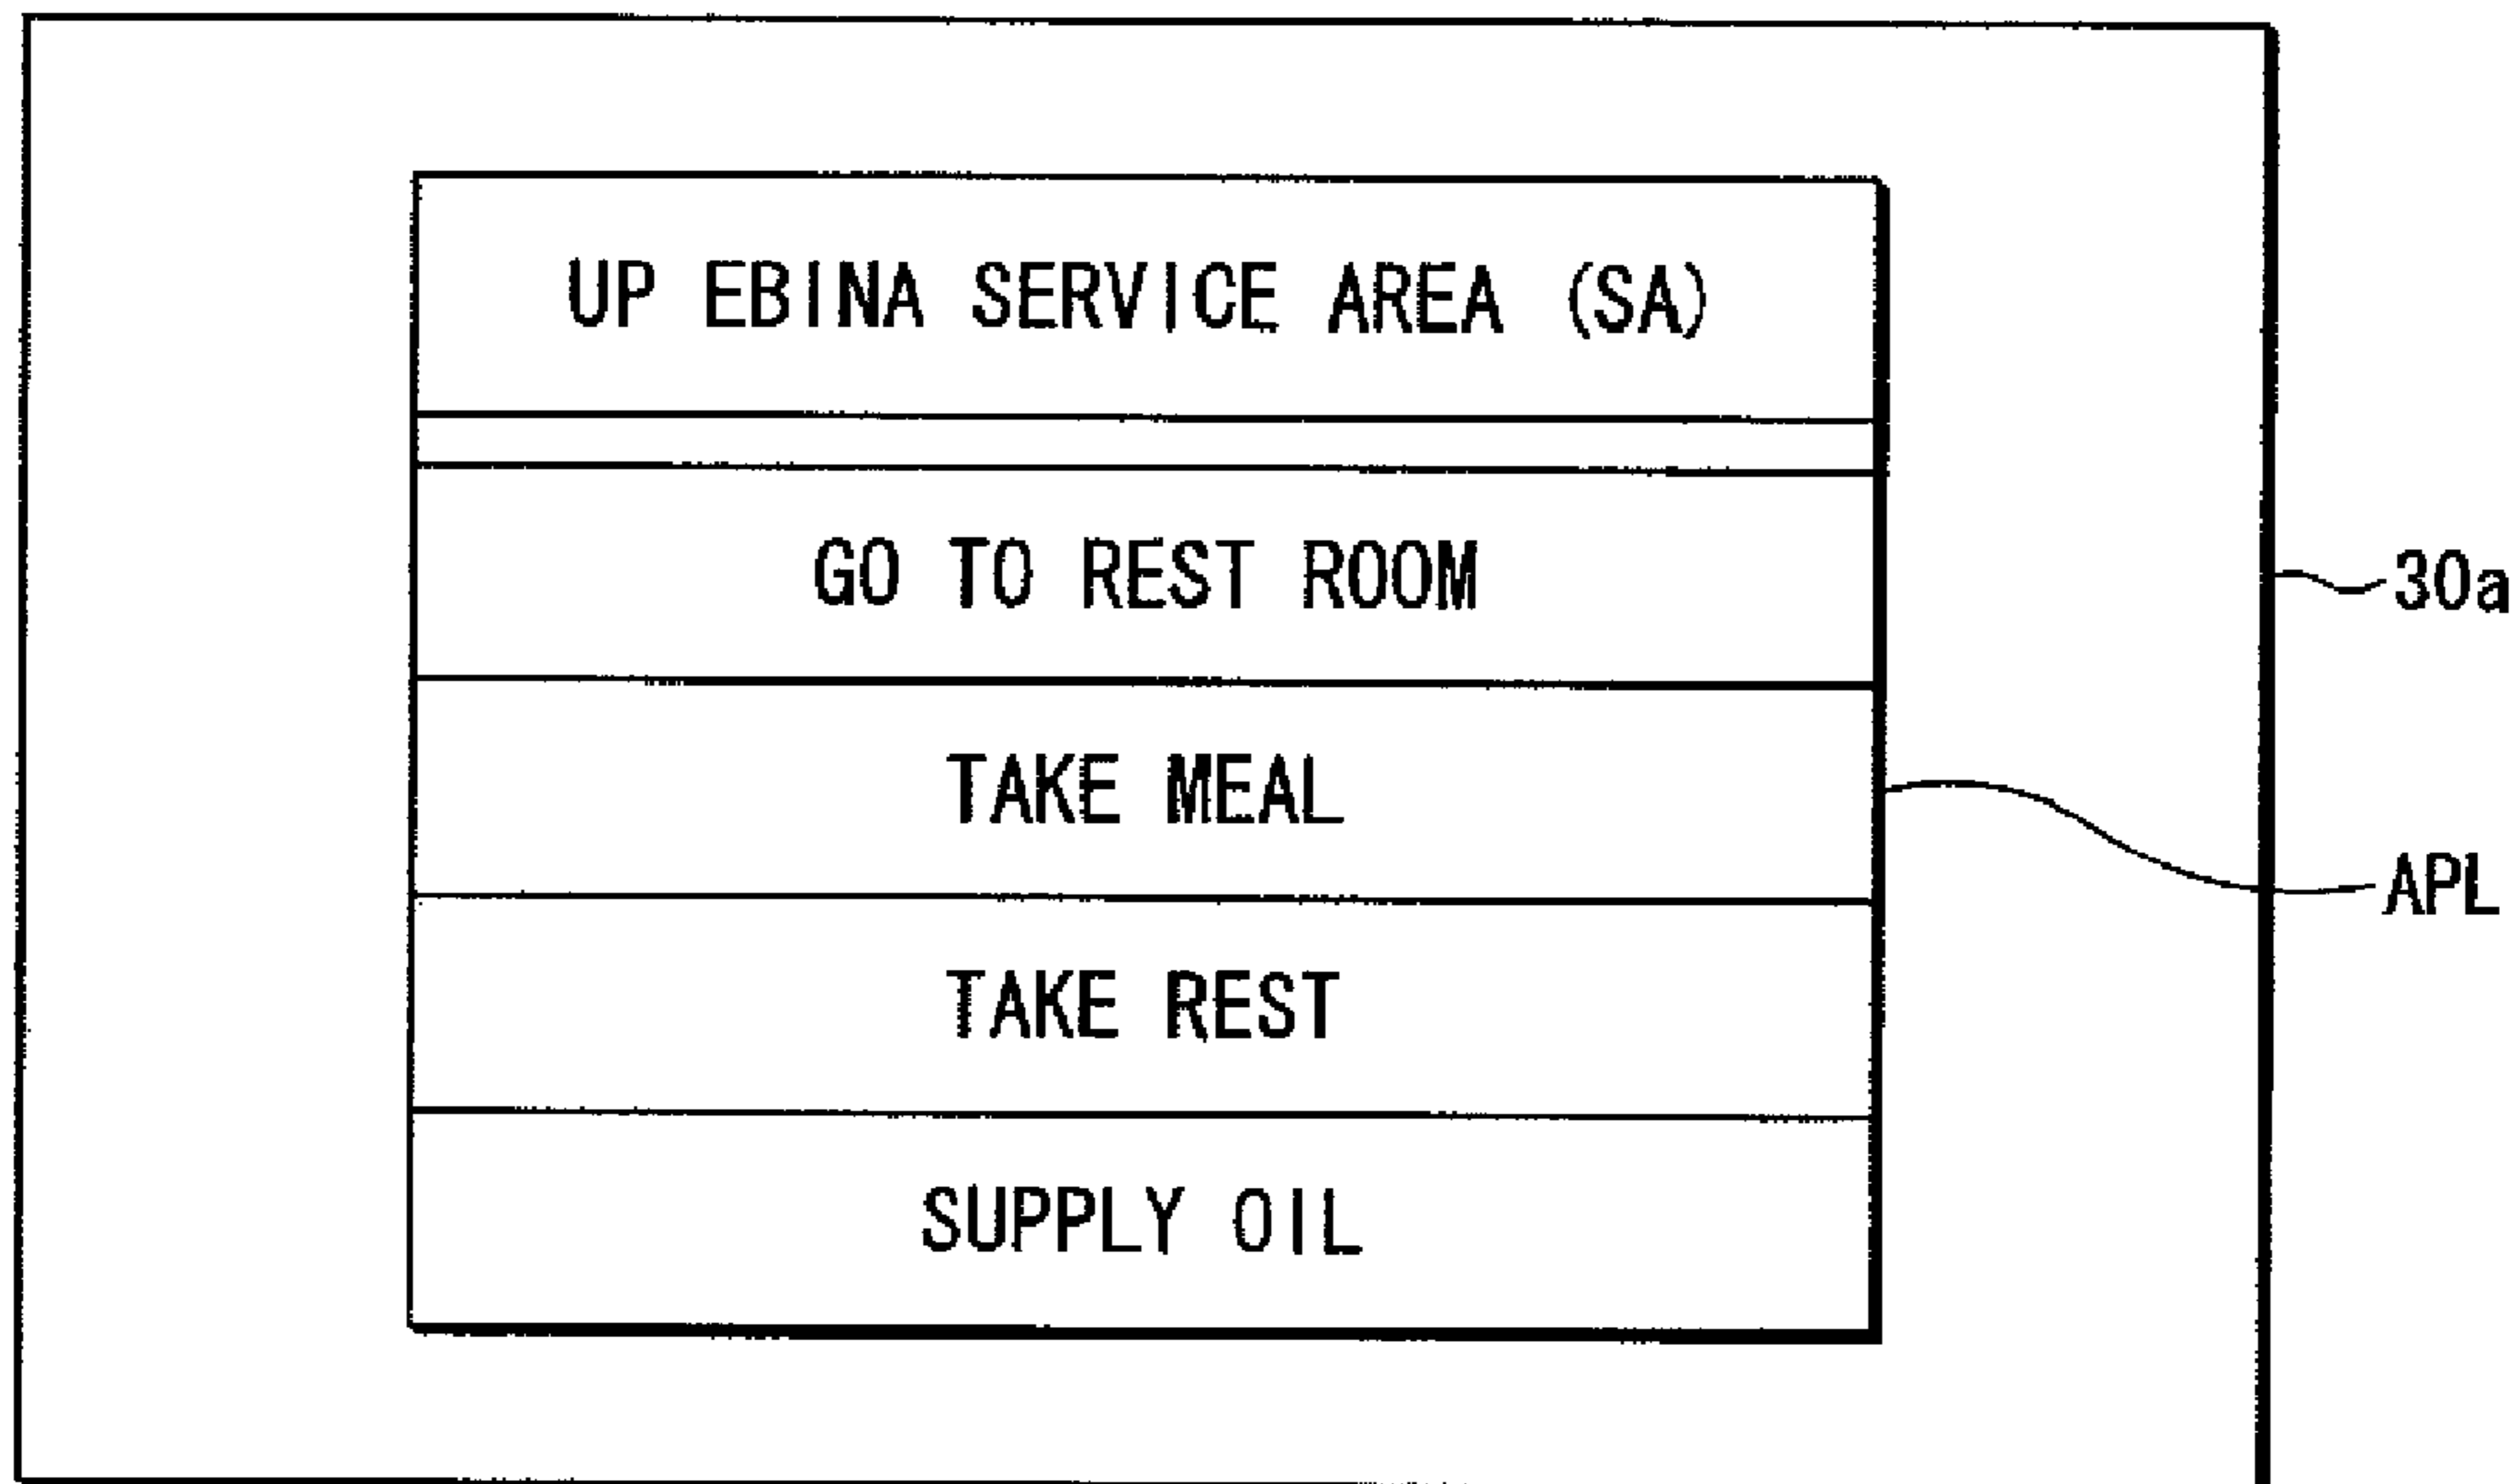 UP EBINA SERVICE AREA (SA)
GO TO REST ROOM
30a
TAKE MEAL
APL
TAKE REST
SUPPLY OIL